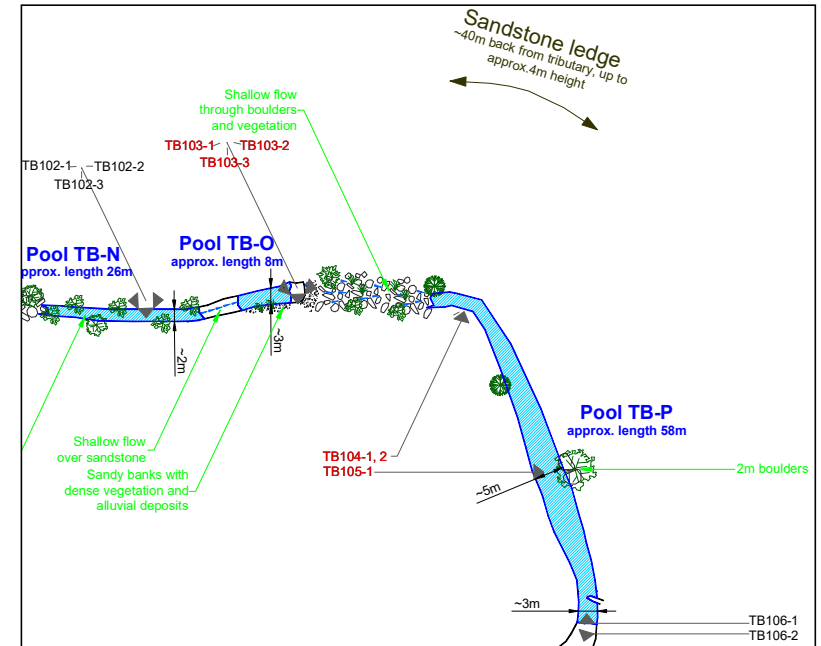 Sandstone ledge
~40m back from tributary, up to
approx.4m height
Shallow flow
through boulders
and vegetation
TB103-1
TB103-2
TB103-3
TB102-1
TB102-2
TB102-3
Pool TB-N
pprox. length 26m
Pool TB-O
approx. length 8m
~2m
~3m
Shallow flow
over sandstone
Sandy banks with
dense vegetation and
alluvial deposits
TB104-1, 2
TB105-1
Pool TB-P
approx. length 58m
2m boulders
~5m
~3m
TB106-1
TB106-2